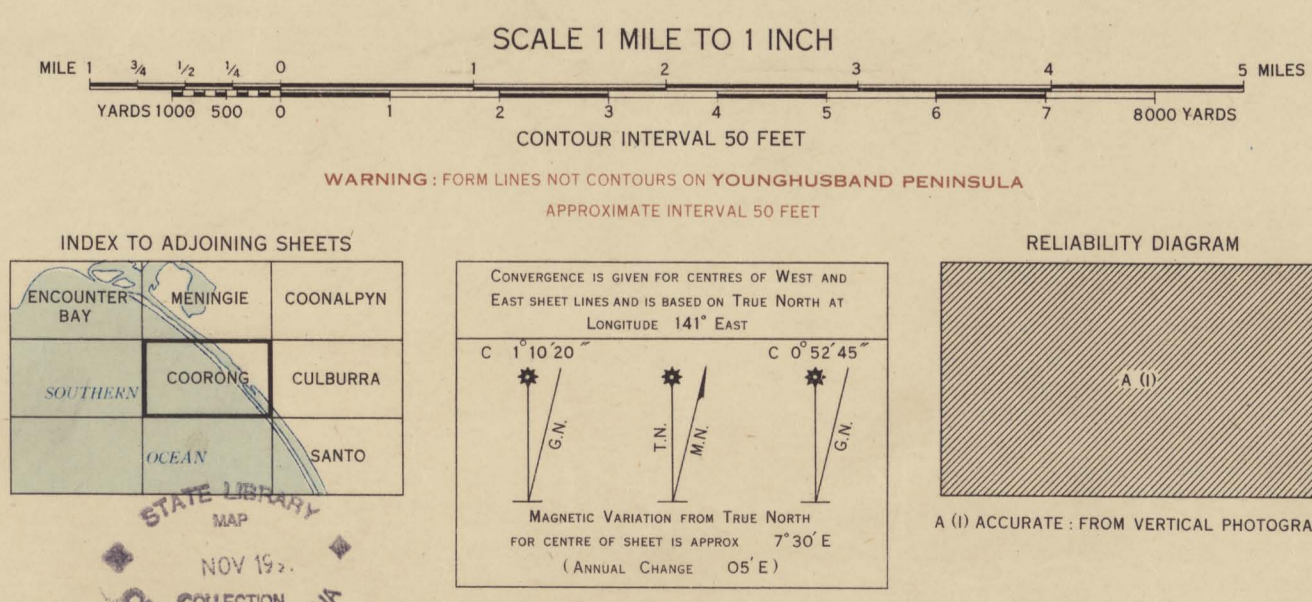 SCALE 1 MILE TO 1 INCH
MILE 1 ¾ ½ ¼ 0 1 2 3 4 5 MILES
YARDS 1000 500 0 1 2 3 4 5 6 7 8000 YARDS
CONTOUR INTERVAL 50 FEET
WARNING : FORM LINES NOT CONTOURS ON YOUNGHUSBAND PENINSULA
APPROXIMATE INTERVAL 50 FEET
INDEX TO ADJOINING SHEETS
ENCOUNTER BAY
MENINGIE
COONALPYN
SOUTHERN
COORONG
CULBURRA
OCEAN
SANTO
STATE LIBRARY
MAP
NOV 19
COLLECTION
CONVERGENCE IS GIVEN FOR CENTRES OF WEST AND
EAST SHEET LINES AND IS BASED ON TRUE NORTH AT
LONGITUDE 141° EAST
C 1°10′20″
C 0°52′45″
G.N.
T.N.
M.N.
G.N.
MAGNETIC VARIATION FROM TRUE NORTH
FOR CENTRE OF SHEET IS APPROX 7°30′E
(ANNUAL CHANGE 05′E)
RELIABILITY DIAGRAM
A (I)
A (I) ACCURATE : FROM VERTICAL PHOTOGRA